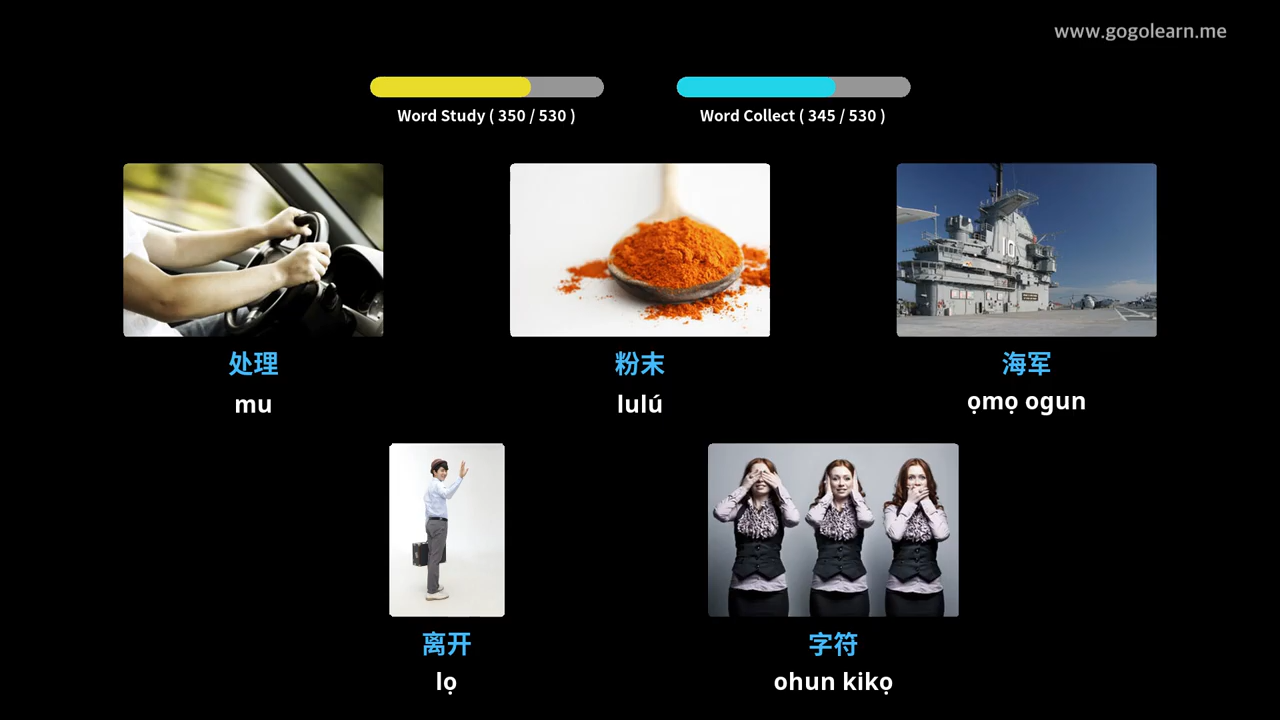 www.gogolearn.me
Word Study ( 350 / 530 )
Word Collect ( 345 / 530 )
处理
mu
粉末
lulú
海军
ọmọ ogun
离开
lọ
字符
ohun kikọ